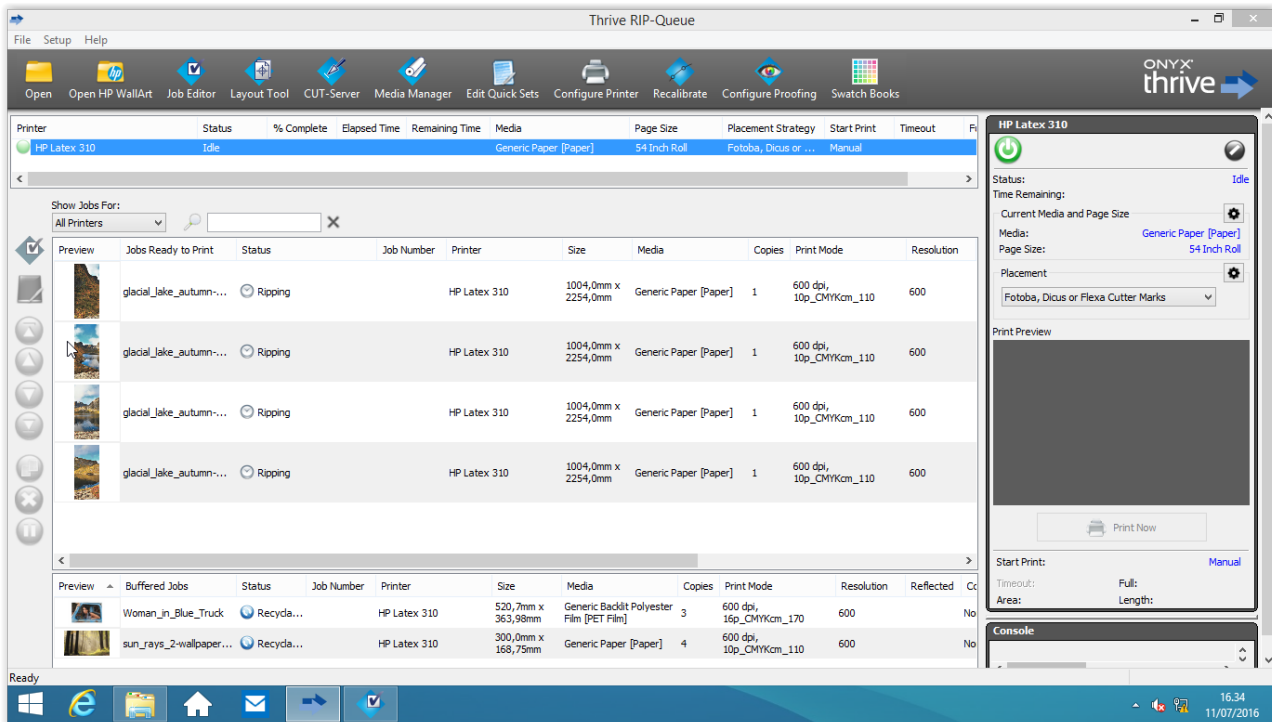 Thrive RIP-Queue
File Setup Help
Open Open HP WallArt Job Editor Layout Tool CUT-Server Media Manager Edit Quick Sets Configure Printer Recalibrate Configure Proofing Swatch Books
ONYX
thrive
Printer Status % Complete Elapsed Time Remaining Time Media Page Size Placement Strategy Start Print Timeout
HP Latex 310 Idle Generic Paper [Paper] 54 Inch Roll Fotoba, Dicus or ... Manual
Show Jobs For:
All Printers
Preview Jobs Ready to Print Status Job Number Printer Size Media Copies Print Mode Resolution
glacial_lake_autumn-... Ripping HP Latex 310 1004,0mm x 2254,0mm Generic Paper [Paper] 1 600 dpi, 10p_CMYKcm_110 600
glacial_lake_autumn-... Ripping HP Latex 310 1004,0mm x 2254,0mm Generic Paper [Paper] 1 600 dpi, 10p_CMYKcm_110 600
glacial_lake_autumn-... Ripping HP Latex 310 1004,0mm x 2254,0mm Generic Paper [Paper] 1 600 dpi, 10p_CMYKcm_110 600
glacial_lake_autumn-... Ripping HP Latex 310 1004,0mm x 2254,0mm Generic Paper [Paper] 1 600 dpi, 10p_CMYKcm_110 600
Preview Buffered Jobs Status Job Number Printer Size Media Copies Print Mode Resolution Reflected
Woman_in_Blue_Truck Recycla... HP Latex 310 520,7mm x 363,98mm Generic Backlit Polyester Film [PET Film] 3 600 dpi, 16p_CMYKcm_170 600 No
sun_rays_2-wallpaper... Recycla... HP Latex 310 300,0mm x 168,75mm Generic Paper [Paper] 4 600 dpi, 10p_CMYKcm_110 600 No
HP Latex 310
Status: Idle
Time Remaining:
Current Media and Page Size
Media: Generic Paper [Paper]
Page Size: 54 Inch Roll
Placement
Fotoba, Dicus or Flexa Cutter Marks
Print Preview
Print Now
Start Print: Manual
Timeout: Full:
Area: Length:
Console
Ready
16.34
11/07/2016